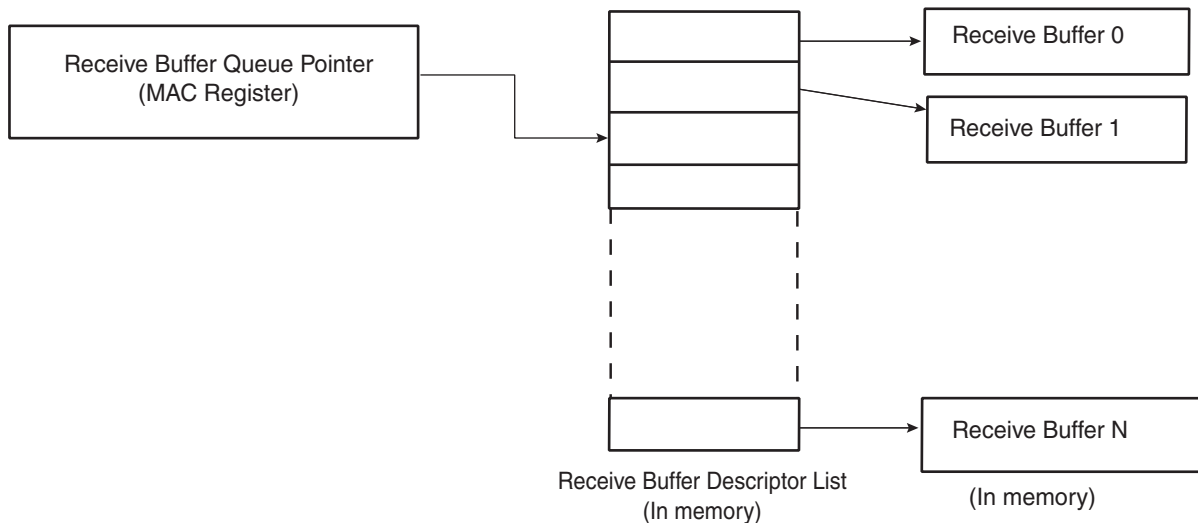 Receive Buffer Queue Pointer
(MAC Register)
Receive Buffer 0
Receive Buffer 1
Receive Buffer N
Receive Buffer Descriptor List
(In memory)
(In memory)